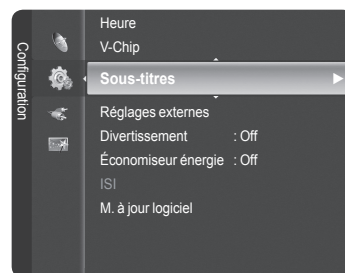 Configuration
Heure
V-Chip
Sous-titres
Réglages externes
Divertissement : Off
Économiseur énergie : Off
ISI
M. à jour logiciel